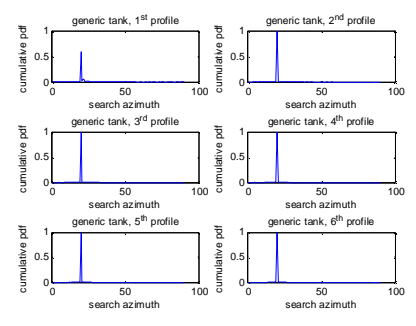 generic tank, 1st profile
cumulative pdf
1
0.5
0
0 50 100
search azimuth
generic tank, 2nd profile
cumulative pdf
1
0.5
0
0 50 100
search azimuth
generic tank, 3rd profile
cumulative pdf
1
0.5
0
0 50 100
search azimuth
generic tank, 4th profile
cumulative pdf
1
0.5
0
0 50 100
search azimuth
generic tank, 5th profile
cumulative pdf
1
0.5
0
0 50 100
search azimuth
generic tank, 6th profile
cumulative pdf
1
0.5
0
0 50 100
search azimuth